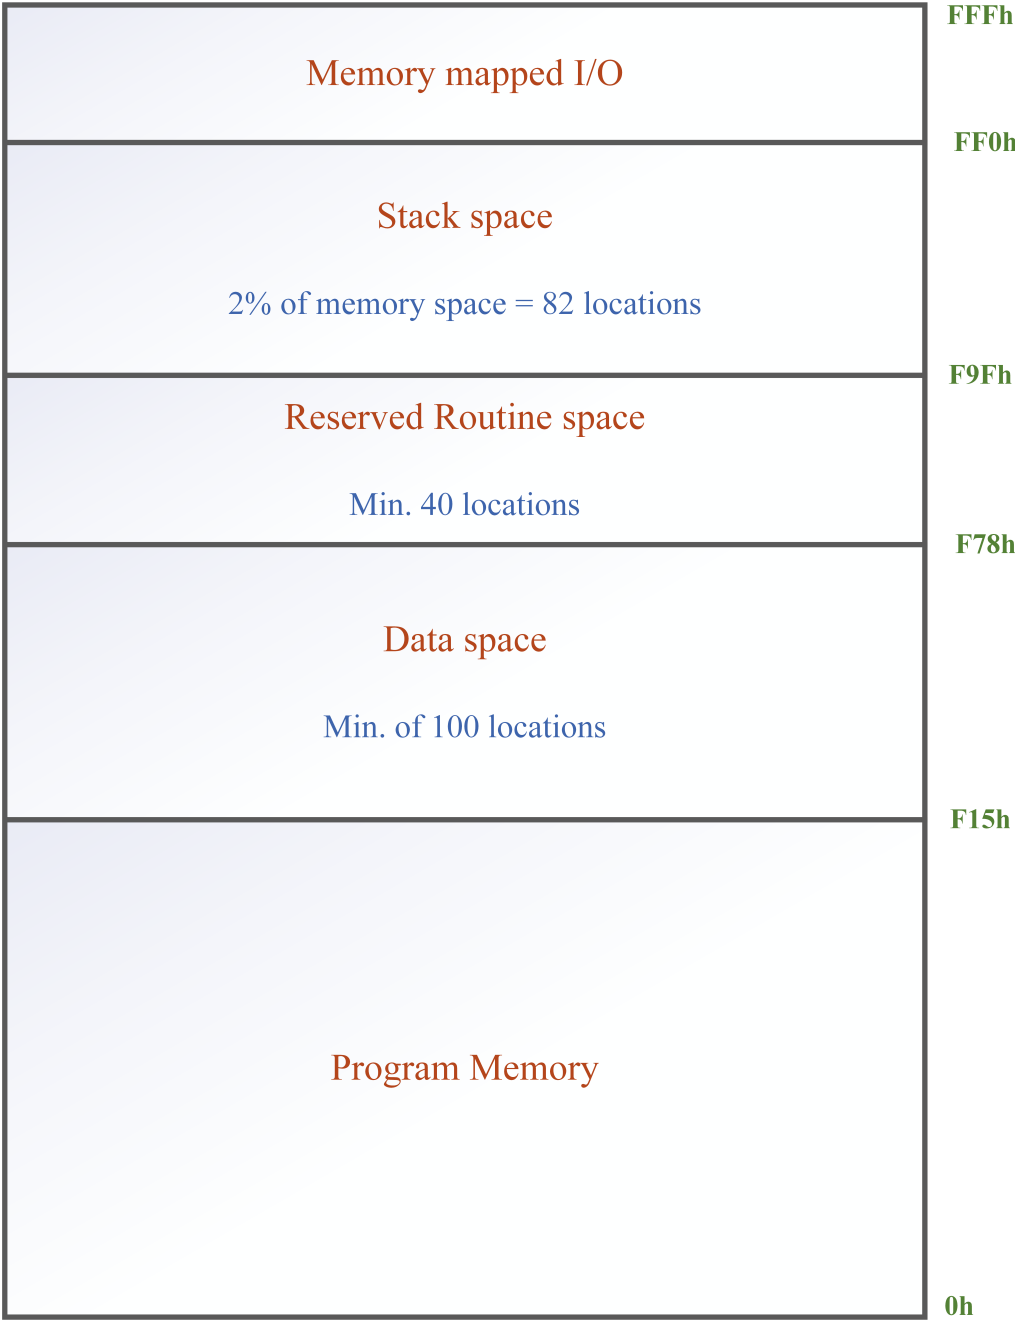 FFFh
Memory mapped I/O
FF0h
Stack space
2% of memory space = 82 locations
F9Fh
Reserved Routine space
Min. 40 locations
F78h
Data space
Min. of 100 locations
F15h
Program Memory
0h